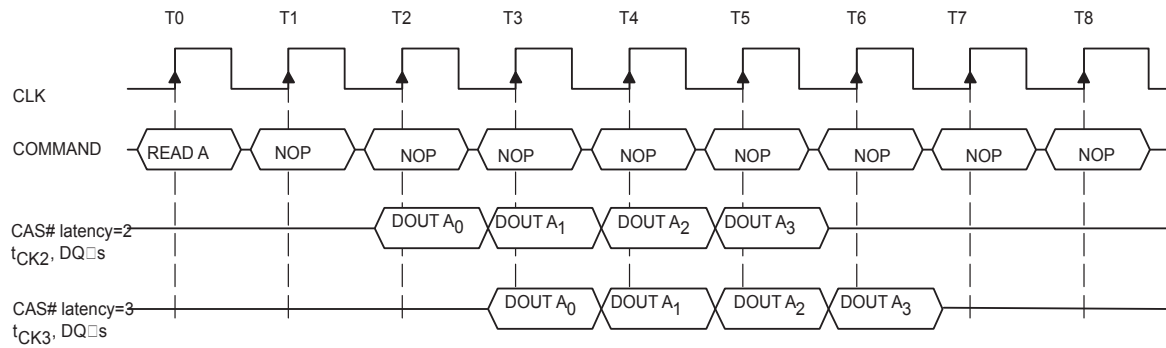 T0 T1 T2 T3 T4 T5 T6 T7 T8
CLK
COMMAND READ A NOP NOP NOP NOP NOP NOP NOP NOP
CAS# latency=2 DOUT A0 DOUT A1 DOUT A2 DOUT A3
tCK2, DQ□s
CAS# latency=3 DOUT A0 DOUT A1 DOUT A2 DOUT A3
tCK3, DQ□s